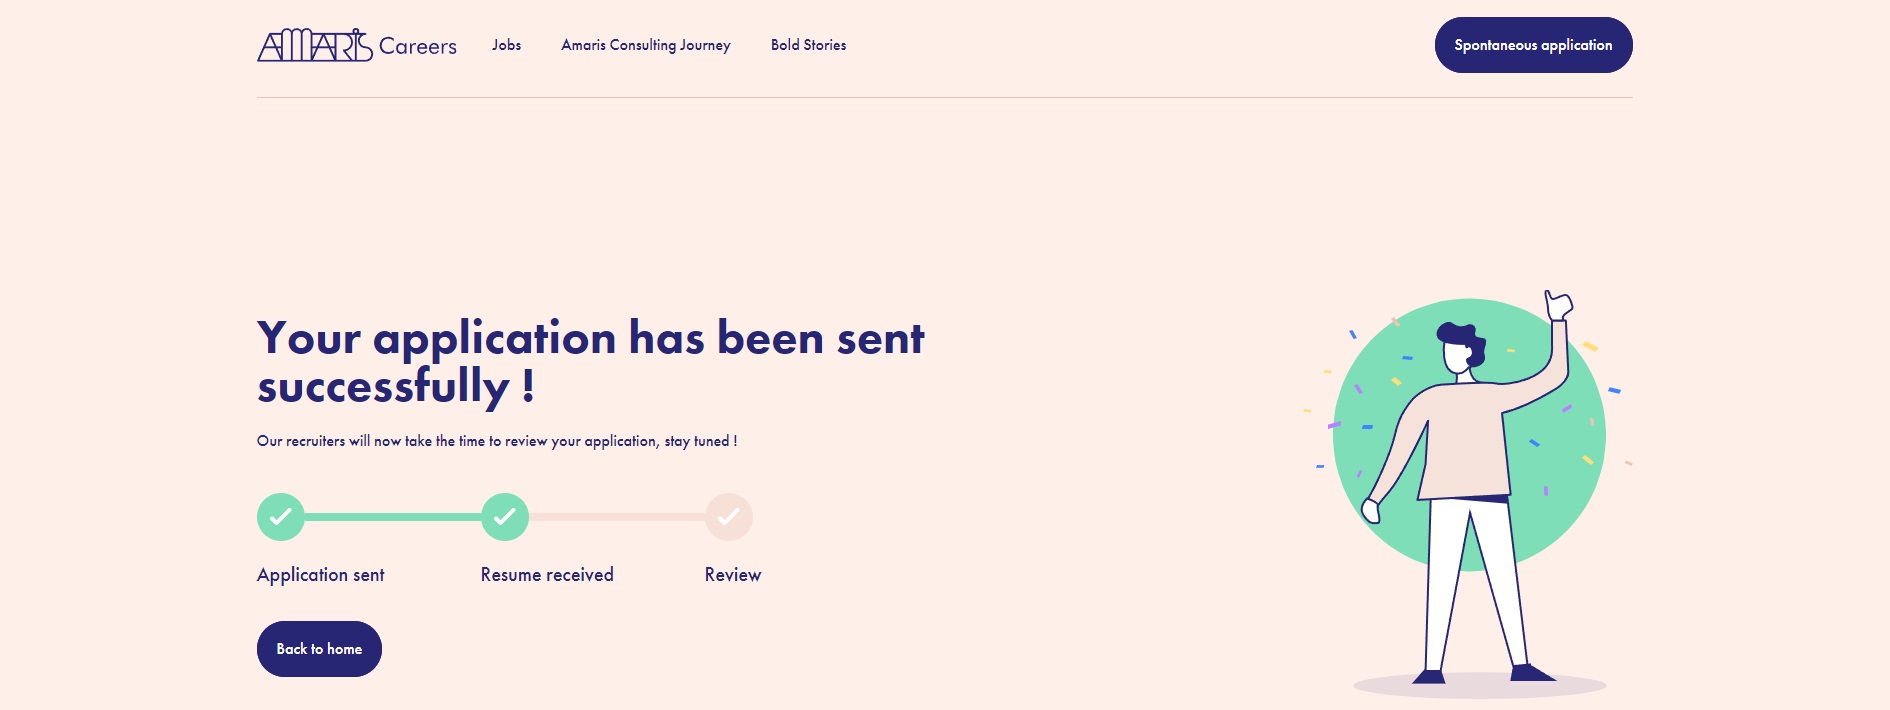 AMARIS Careers
Jobs
Amaris Consulting Journey
Bold Stories
Spontaneous application
Your application has been sent
successfully !
Our recruiters will now take the time to review your application, stay tuned !
Application sent
Resume received
Review
Back to home